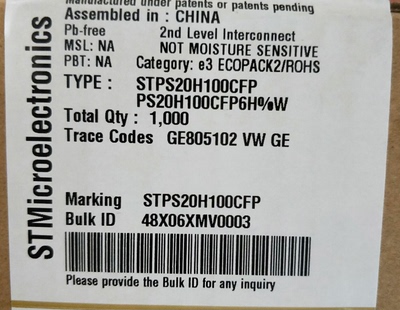 Manufactured under patents or patents pending
Assembled in : CHINA
Pb-free 2nd Level Interconnect
MSL: NA NOT MOISTURE SENSITIVE
PBT: NA Category: e3 ECOPACK2/ROHS
TYPE : STPS20H100CFP
PS20H100CFP6H%W
Total Qty : 1,000
Trace Codes GE805102 VW GE
Marking STPS20H100CFP
Bulk ID 48X06XMV0003
Please provide the Bulk ID for any inquiry
STMicroelectronics